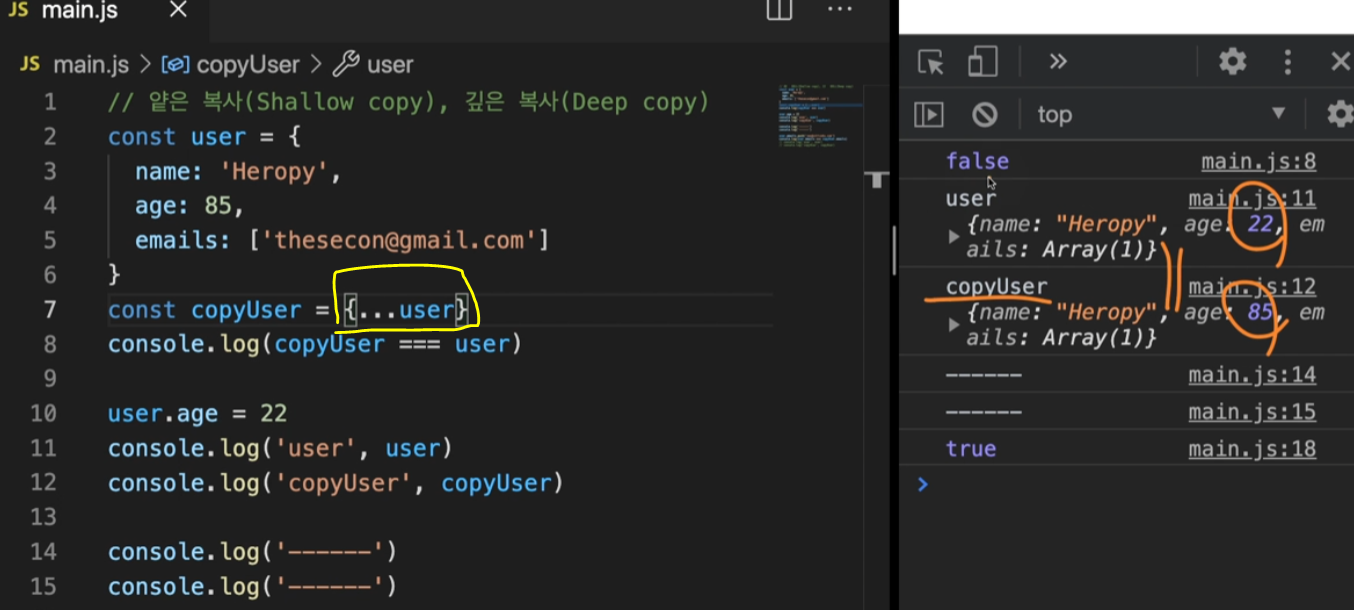 JS main.js ×
JS main.js > copyUser > user
1 // 얕은 복사(Shallow copy), 깊은 복사(Deep copy)
2 const user = {
3 name: 'Heropy',
4 age: 85,
5 emails: ['thesecon@gmail.com']
6 }
7 const copyUser = {...user}
8 console.log(copyUser === user)
9
10 user.age = 22
11 console.log('user', user)
12 console.log('copyUser', copyUser)
13
14 console.log('------')
15 console.log('------')
top
false main.js:8
user main.js:11
{name: "Heropy", age: 22, em
ails: Array(1)}
copyUser main.js:12
{name: "Heropy", age: 85, em
ails: Array(1)}
------ main.js:14
------ main.js:15
true main.js:18
>